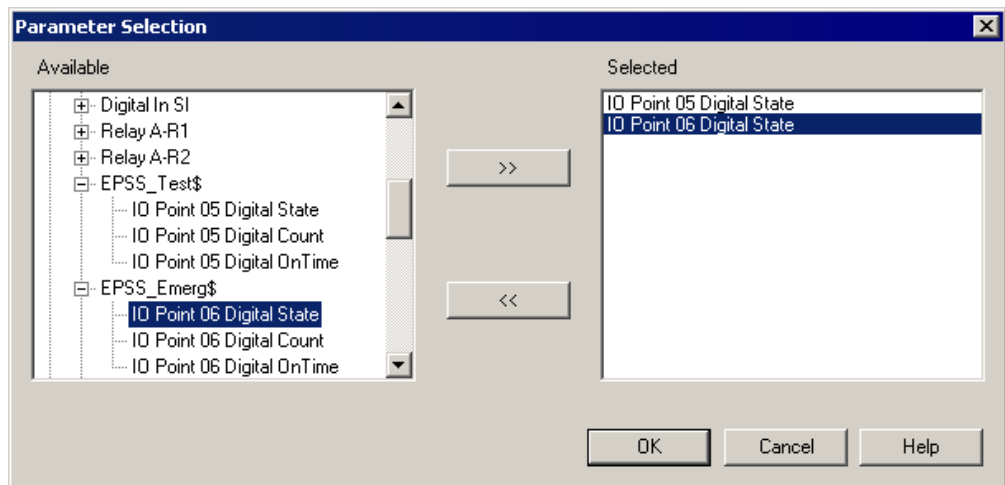 Parameter Selection
Available
Digital In SI
Relay A-R1
Relay A-R2
EPSS_Test$
IO Point 05 Digital State
IO Point 05 Digital Count
IO Point 05 Digital OnTime
EPSS_Emerg$
IO Point 06 Digital State
IO Point 06 Digital Count
IO Point 06 Digital OnTime
>>
<<
Selected
IO Point 05 Digital State
IO Point 06 Digital State
OK Cancel Help